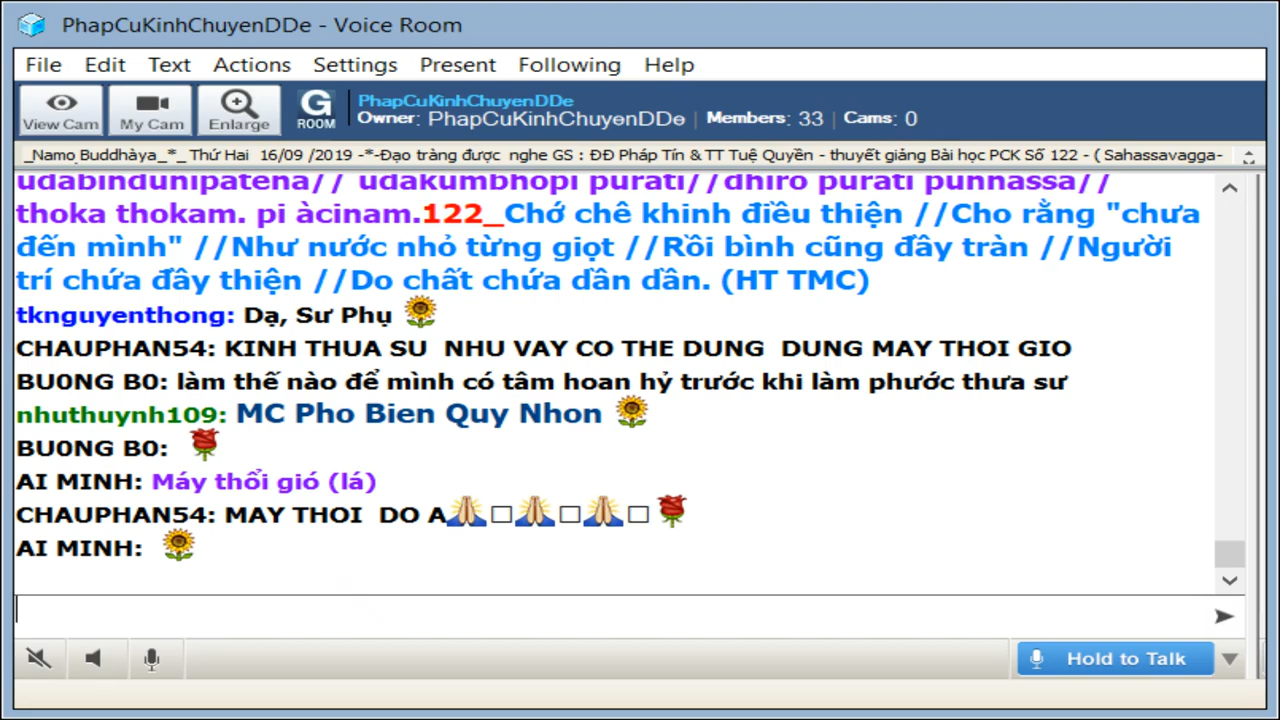 PhapCuKinhChuyenDDe - Voice Room
File Edit Text Actions Settings Present Following Help
View Cam My Cam Enlarge G ROOM
PhapCuKinhChuyenDDe
Owner: PhapCuKinhChuyenDDe | Members: 33 | Cams: 0
_Namo_Buddhàya_*_ Thứ Hai 16/09 /2019 -*-Đạo tràng được nghe GS : ĐĐ Pháp Tín & TT Tuệ Quyền - thuyết giảng Bài học PCK Số 122 - ( Sahassavagga-
udabindunipatena// udakumbhopi purati//dhiro purati punnassa//
thoka thokam. pi àcinam.122_Chớ chê khinh điều thiện //Cho rằng "chưa
đến mình" //Như nước nhỏ từng giọt //Rồi bình cũng đầy tràn //Người
trí chứa đầy thiện //Do chất chứa dần dần. (HT TMC)
tknguyenthong: Dạ, Sư Phụ
CHAUPHAN54: KINH THUA SU NHU VAY CO THE DUNG DUNG MAY THOI GIO
BU0NG B0: làm thế nào để mình có tâm hoan hỷ trước khi làm phước thưa sư
nhuthuynh109: MC Pho Bien Quy Nhon
BU0NG B0:
AI MINH: Máy thổi gió (lá)
CHAUPHAN54: MAY THOI DO A
AI MINH:
Hold to Talk